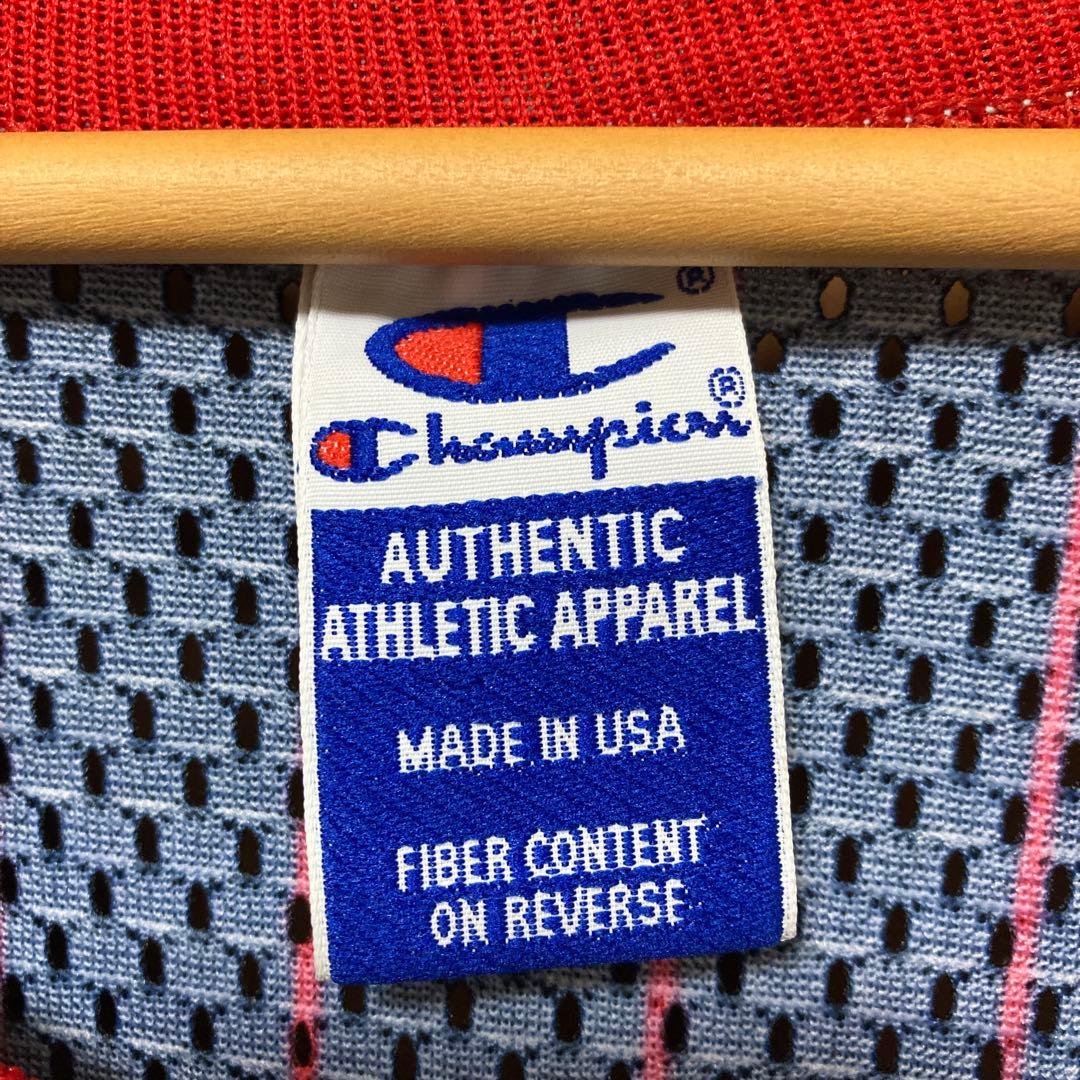 ®
Champion®
AUTHENTIC
ATHLETIC APPAREL
MADE IN USA
FIBER CONTENT
ON REVERSE